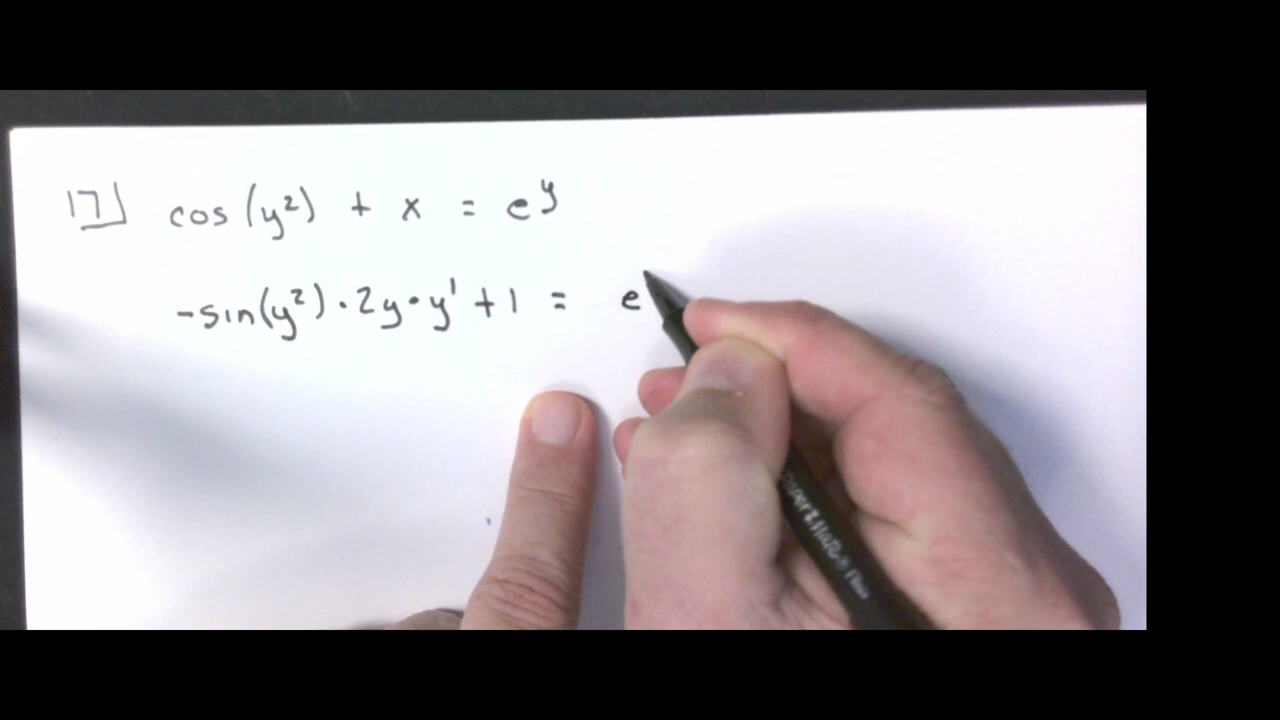 17] cos(y²) + x = e^y
-sin(y²)·2y·y' + 1 = e